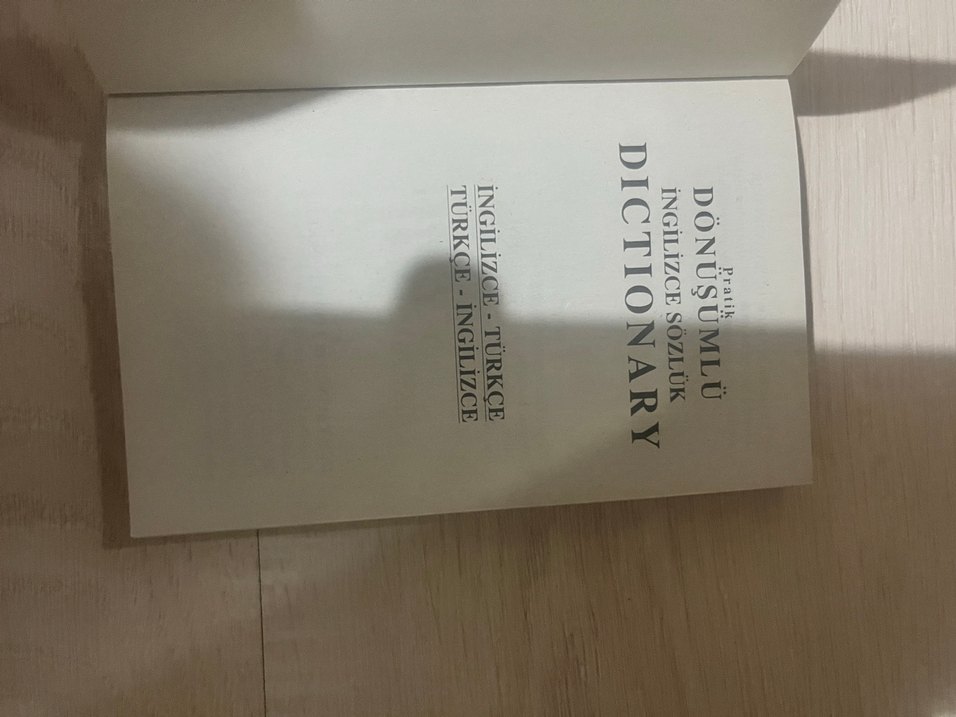 Pratik
DÖNÜŞÜMLÜ
İNGİLİZCE SÖZLÜK
DICTIONARY
İNGİLİZCE - TÜRKÇE
TÜRKÇE - İNGİLİZCE